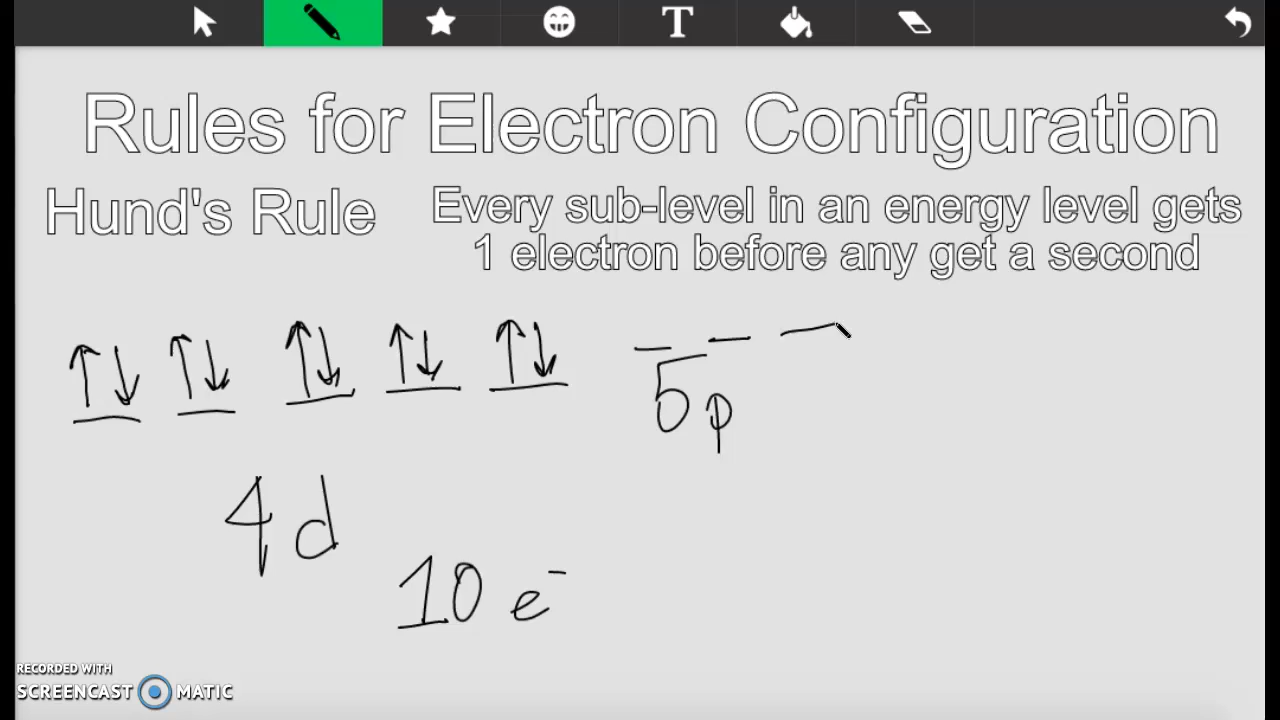 T
Rules for Electron Configuration
Hund's Rule
Every sub-level in an energy level gets
1 electron before any get a second
5p
4d
10 e⁻
RECORDED WITH
SCREENCAST MATIC